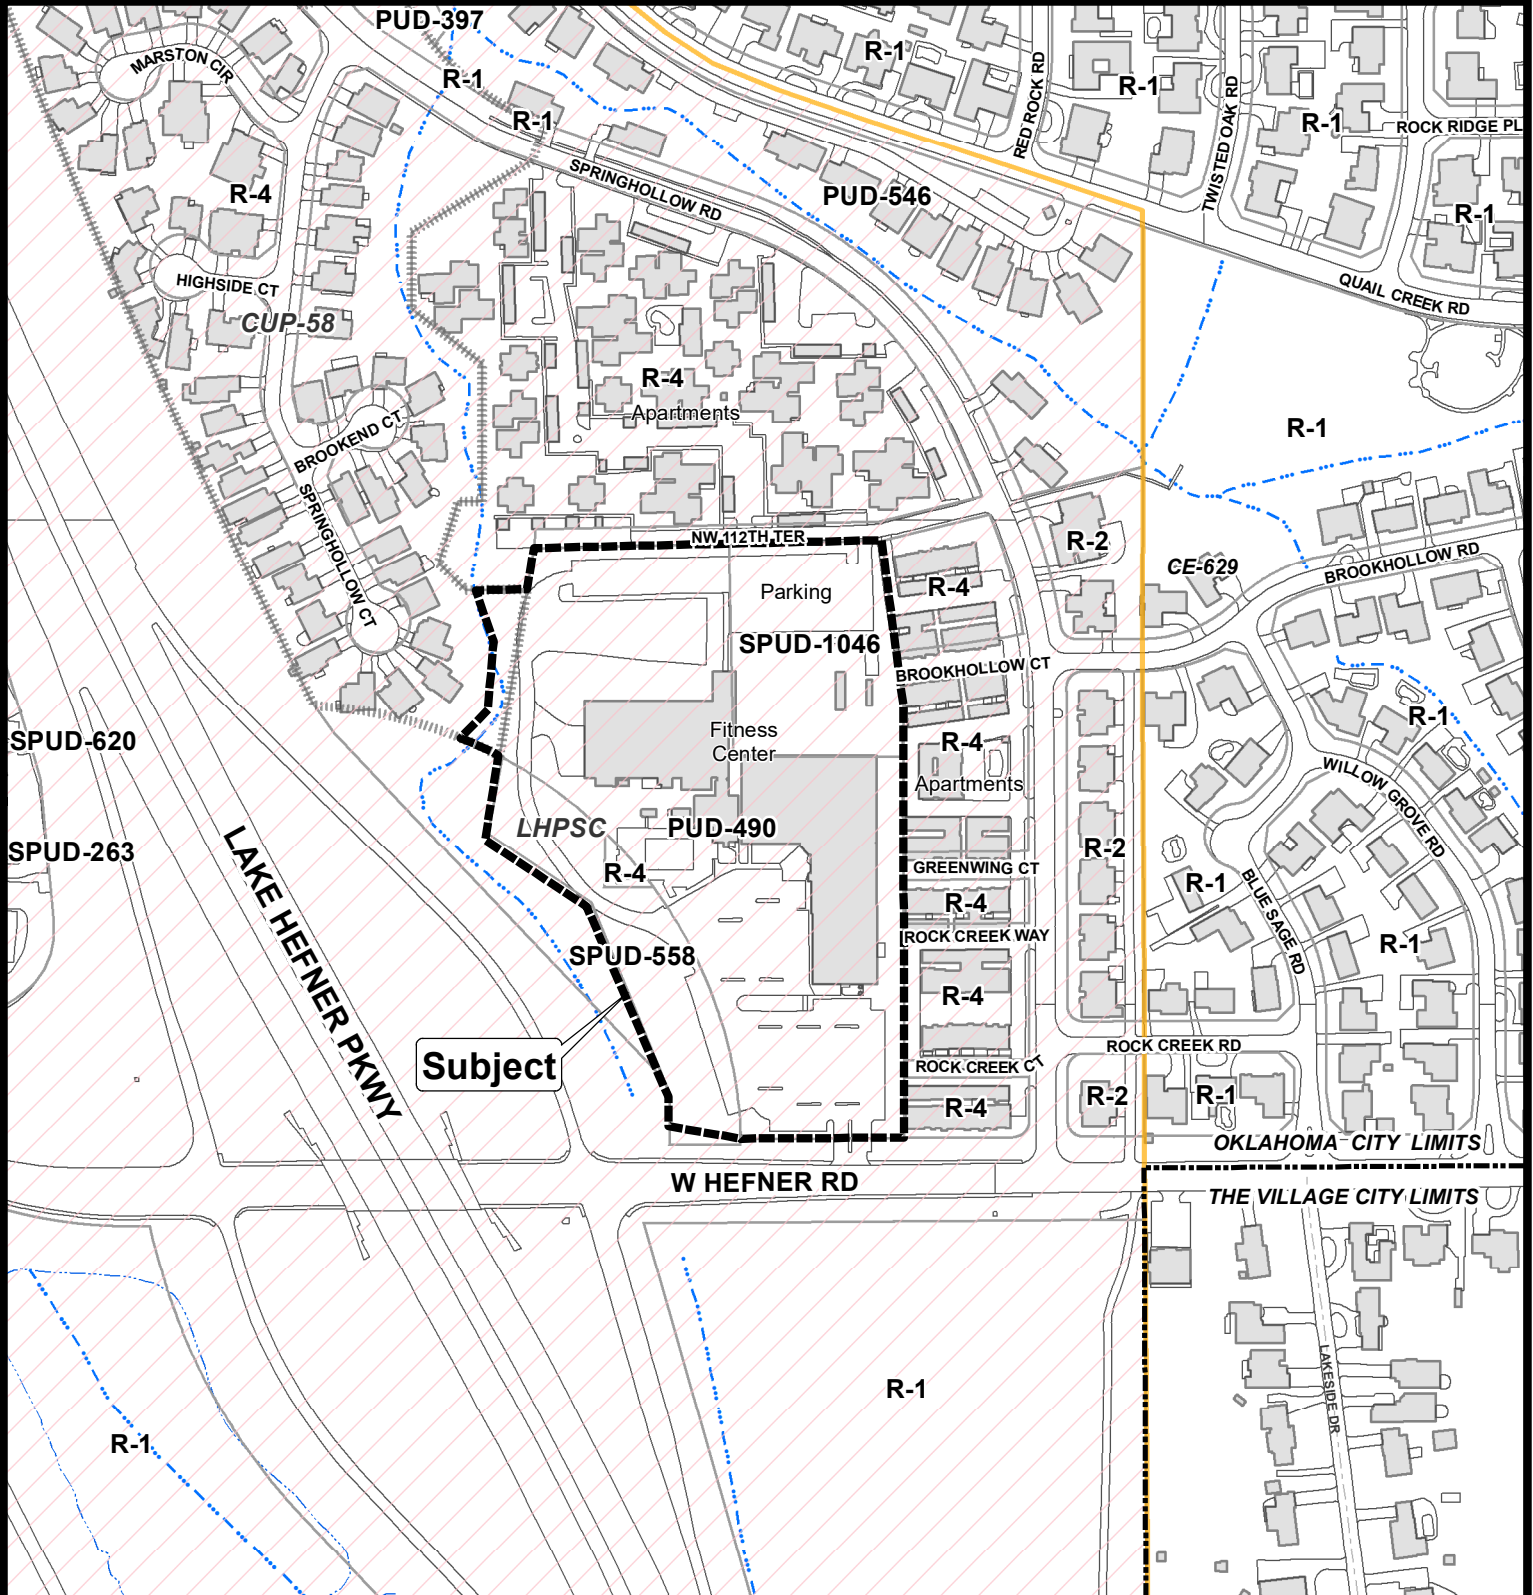 PUD-397
MARSTON CIR
R-1
R-1
R-1
R-1
RED ROCK RD
TWISTED OAK RD
R-1
ROCK RIDGE PL
R-4
SPRINGHOLLOW RD
PUD-546
R-1
HIGHSIDE CT
CUP-58
QUAIL CREEK RD
R-4
Apartments
BROOKEND CT
R-1
SPRINGHOLLOW CT
NW 112TH TER
R-2
CE-629
BROOKHOLLOW RD
Parking
R-4
SPUD-1046
BROOKHOLLOW CT
SPUD-620
Fitness
Center
R-4
R-1
Apartments
WILLOW GROVE RD
LHPSC
PUD-490
SPUD-263
R-2
R-4
GREENWING CT
R-1
BLUE SAGE RD
R-4
LAKE HEFNER PKWY
ROCK CREEK WAY
R-1
SPUD-558
R-4
Subject
ROCK CREEK RD
ROCK CREEK CT
R-4
R-2
R-1
OKLAHOMA CITY LIMITS
W HEFNER RD
THE VILLAGE CITY LIMITS
LAKESIDE DR
R-1
R-1